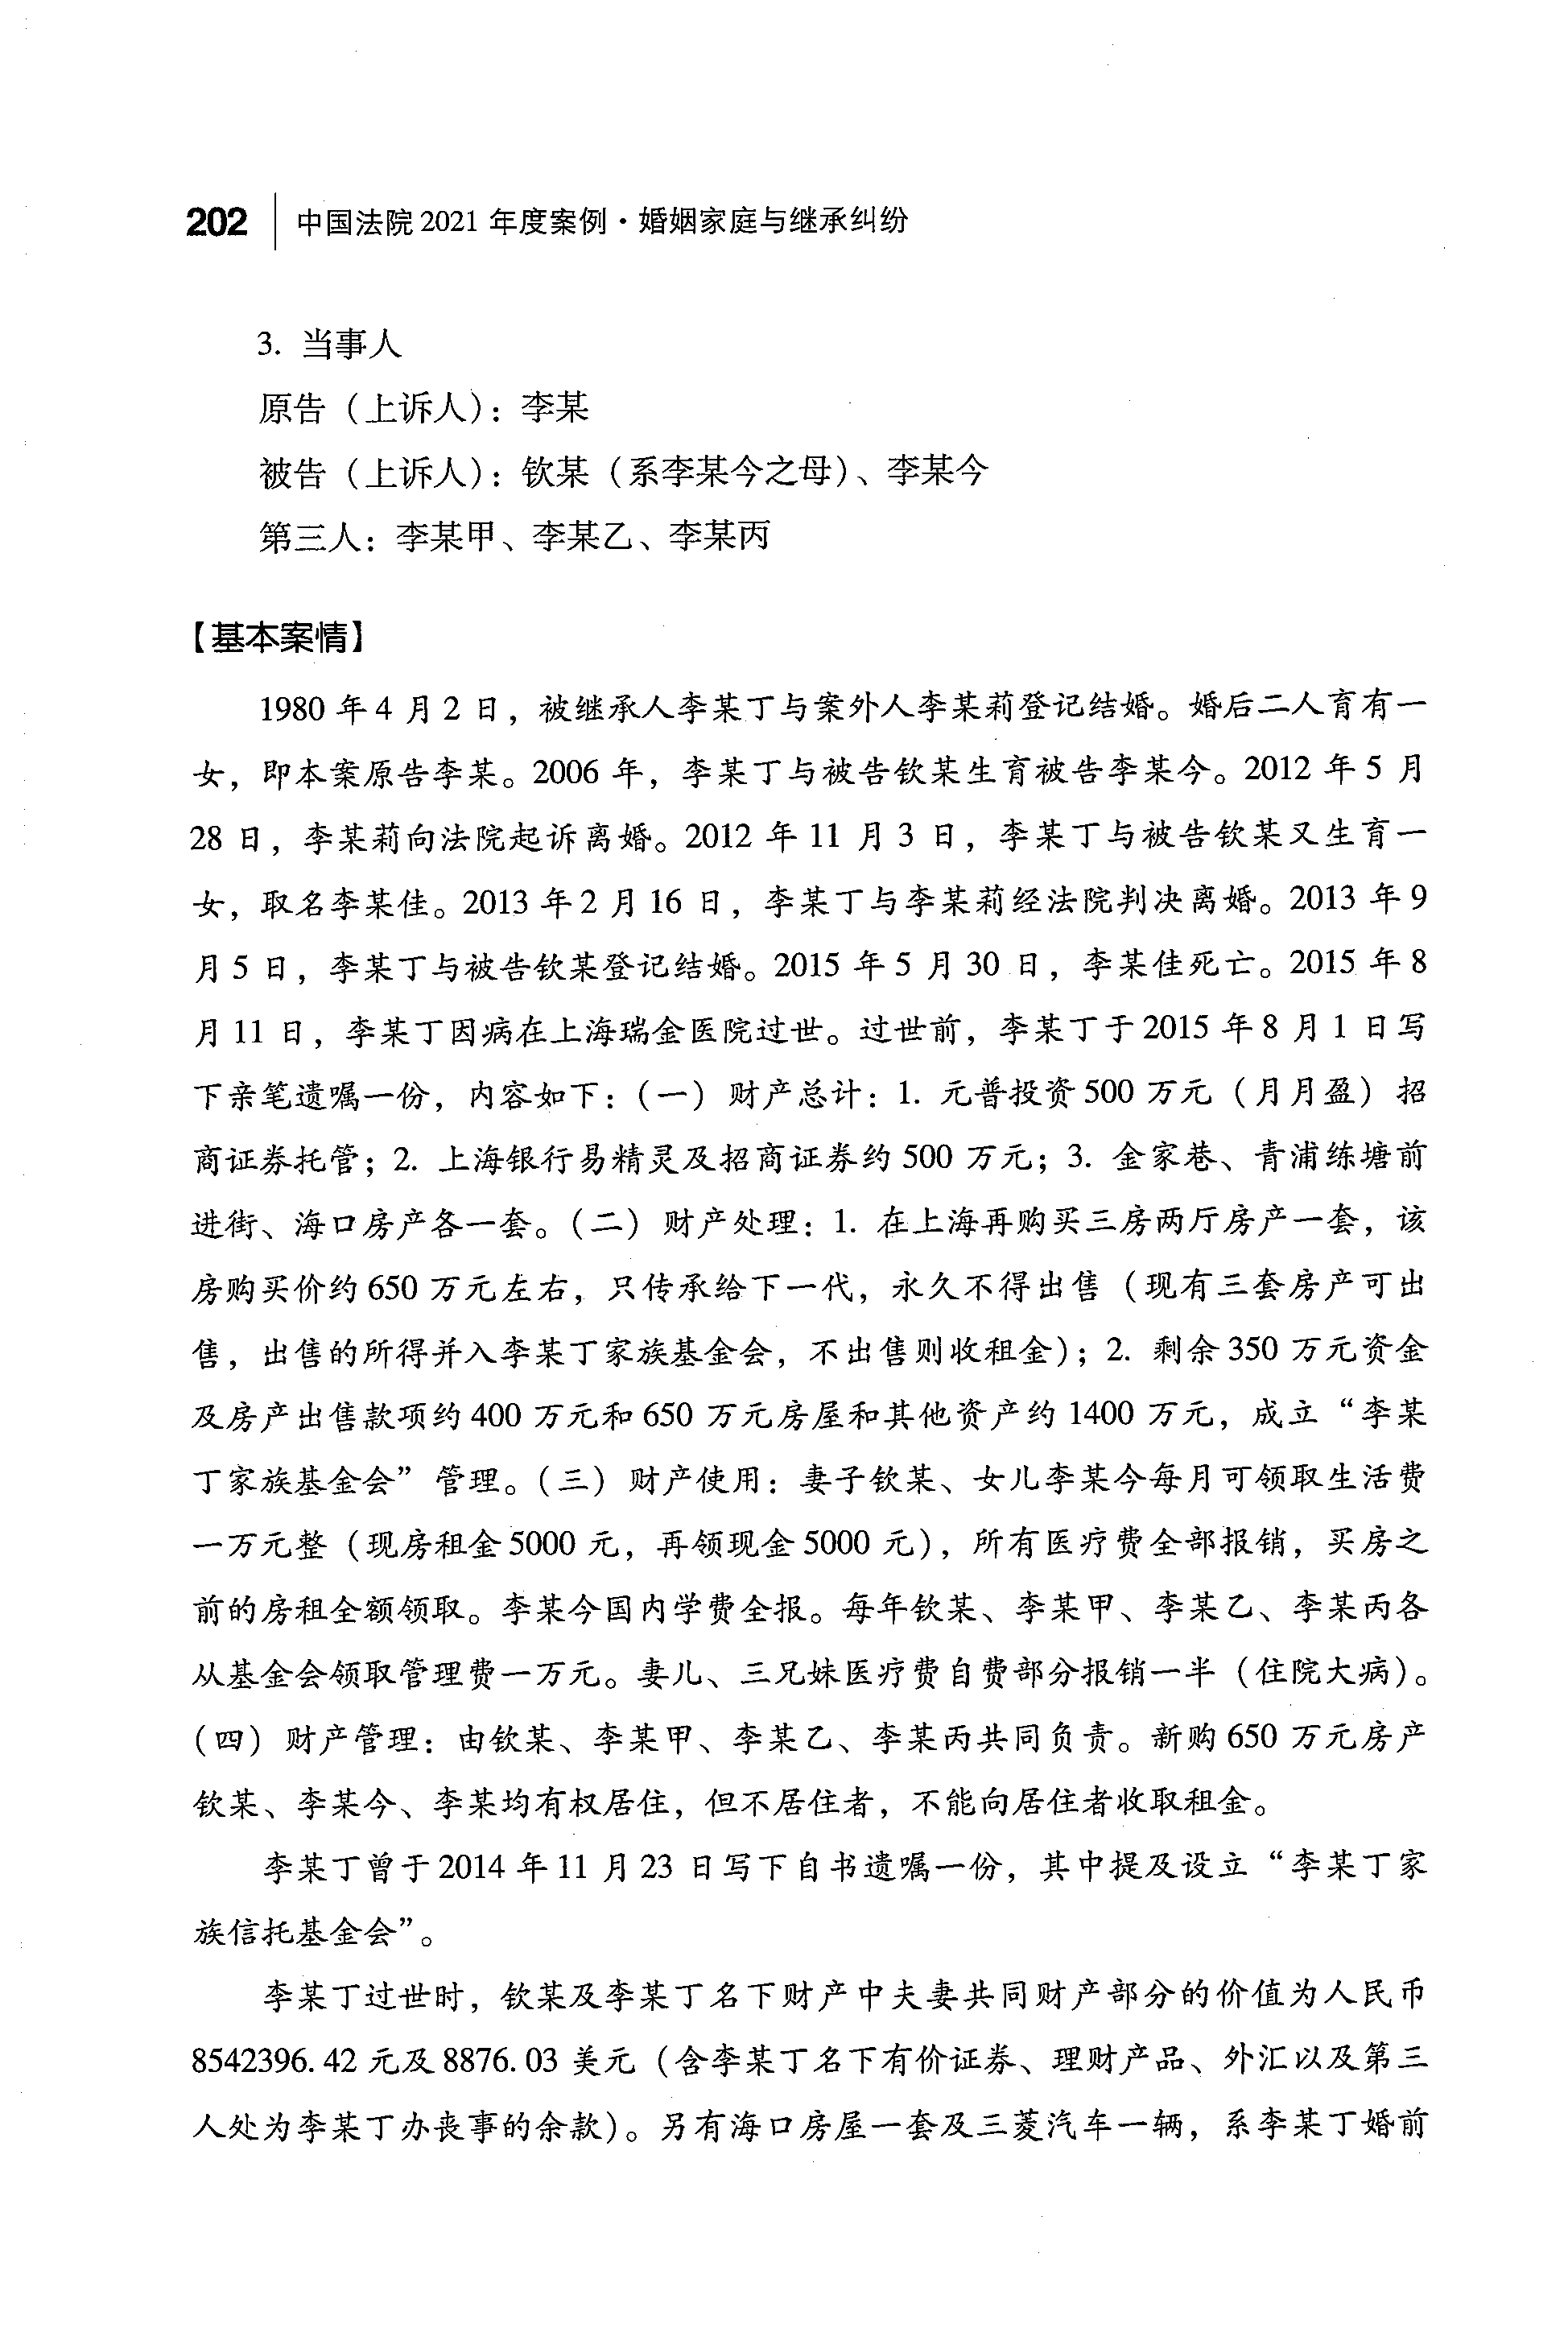 202 中国法院2021年度案例·婚姻家庭与继承纠纷
3. 当事人
原告（上诉人）：李某
被告（上诉人）：钦某（系李某今之母）、李某今
第三人：李某甲、李某乙、李某丙
【基本案情】
1980年4月2日，被继承人李某丁与案外人李某莉登记结婚。婚后二人育有一
女，即本案原告李某。2006年，李某丁与被告钦某生育被告李某今。2012年5月
28日，李某莉向法院起诉离婚。2012年11月3日，李某丁与被告钦某又生育一
女，取名李某佳。2013年2月16日，李某丁与李某莉经法院判决离婚。2013年9
月5日，李某丁与被告钦某登记结婚。2015年5月30日，李某佳死亡。2015年8
月11日，李某丁因病在上海瑞金医院过世。过世前，李某丁于2015年8月1日写
下亲笔遗嘱一份，内容如下：（一）财产总计：1. 元普投资500万元（月月盈）招
商证券托管；2. 上海银行易精灵及招商证券约500万元；3. 金家巷、青浦练塘前
进街、海口房产各一套。（二）财产处理：1. 在上海再购买三房两厅房产一套，该
房购买价约650万元左右，只传承给下一代，永久不得出售（现有三套房产可出
售，出售的所得并入李某丁家族基金会，不出售则收租金）；2. 剩余350万元资金
及房产出售款项约400万元和650万元房屋和其他资产约1400万元，成立“李某
丁家族基金会”管理。（三）财产使用：妻子钦某、女儿李某今每月可领取生活费
一万元整（现房租金5000元，再领现金5000元），所有医疗费全部报销，买房之
前的房租全额领取。李某今国内学费全报。每年钦某、李某甲、李某乙、李某丙各
从基金会领取管理费一万元。妻儿、三兄妹医疗费自费部分报销一半（住院大病）。
（四）财产管理：由钦某、李某甲、李某乙、李某丙共同负责。新购650万元房产
钦某、李某今、李某均有权居住，但不居住者，不能向居住者收取租金。
李某丁曾于2014年11月23日写下自书遗嘱一份，其中提及设立“李某丁家
族信托基金会”。
李某丁过世时，钦某及李某丁名下财产中夫妻共同财产部分的价值为人民币
8542396.42元及8876.03美元（含李某丁名下有价证券、理财产品、外汇以及第三
人处为李某丁办丧事的余款）。另有海口房屋一套及三菱汽车一辆，系李某丁婚前